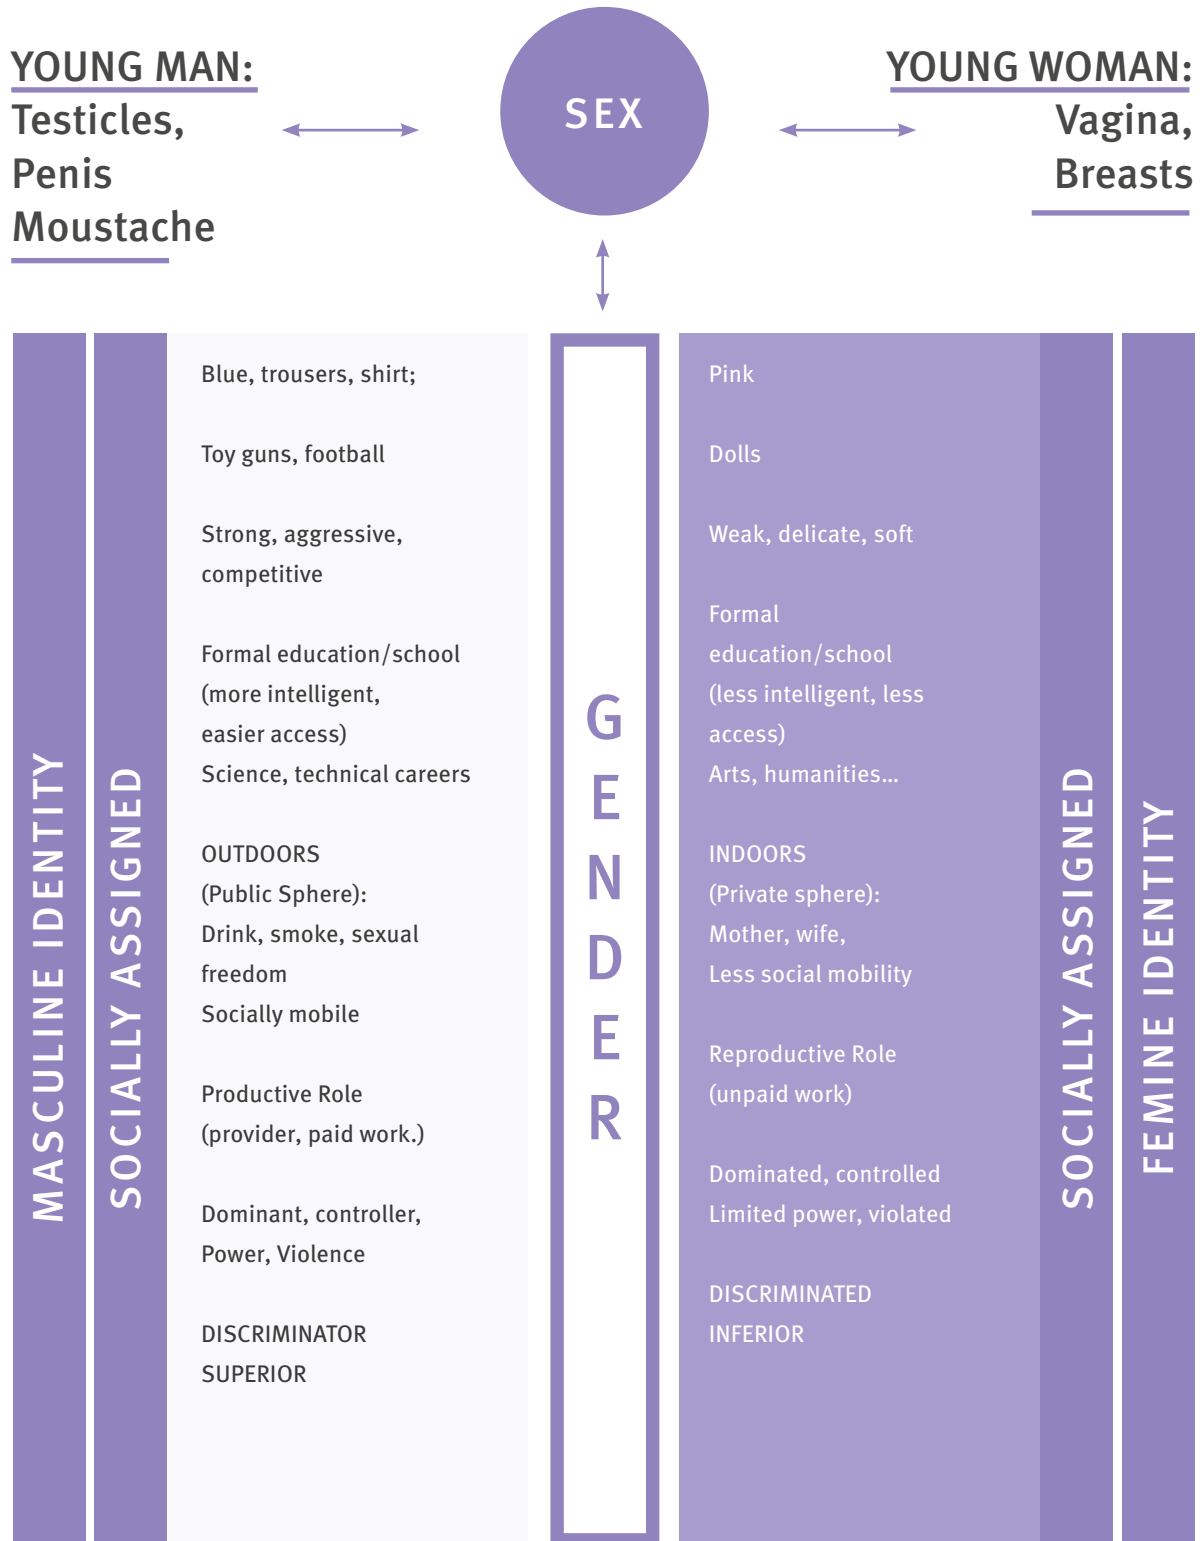 YOUNG MAN:
Testicles,
Penis
Moustache
SEX
YOUNG WOMAN:
Vagina,
Breasts
MASCULINE IDENTITY
SOCIALLY ASSIGNED
Blue, trousers, shirt;
Toy guns, football
Strong, aggressive,
competitive
Formal education/school
(more intelligent,
easier access)
Science, technical careers
OUTDOORS
(Public Sphere):
Drink, smoke, sexual
freedom
Socially mobile
Productive Role
(provider, paid work.)
Dominant, controller,
Power, Violence
DISCRIMINATOR
SUPERIOR
GENDER
Pink
Dolls
Weak, delicate, soft
Formal
education/school
(less intelligent, less
access)
Arts, humanities...
INDOORS
(Private sphere):
Mother, wife,
Less social mobility
Reproductive Role
(unpaid work)
Dominated, controlled
Limited power, violated
DISCRIMINATED
INFERIOR
SOCIALLY ASSIGNED
FEMININE IDENTITY